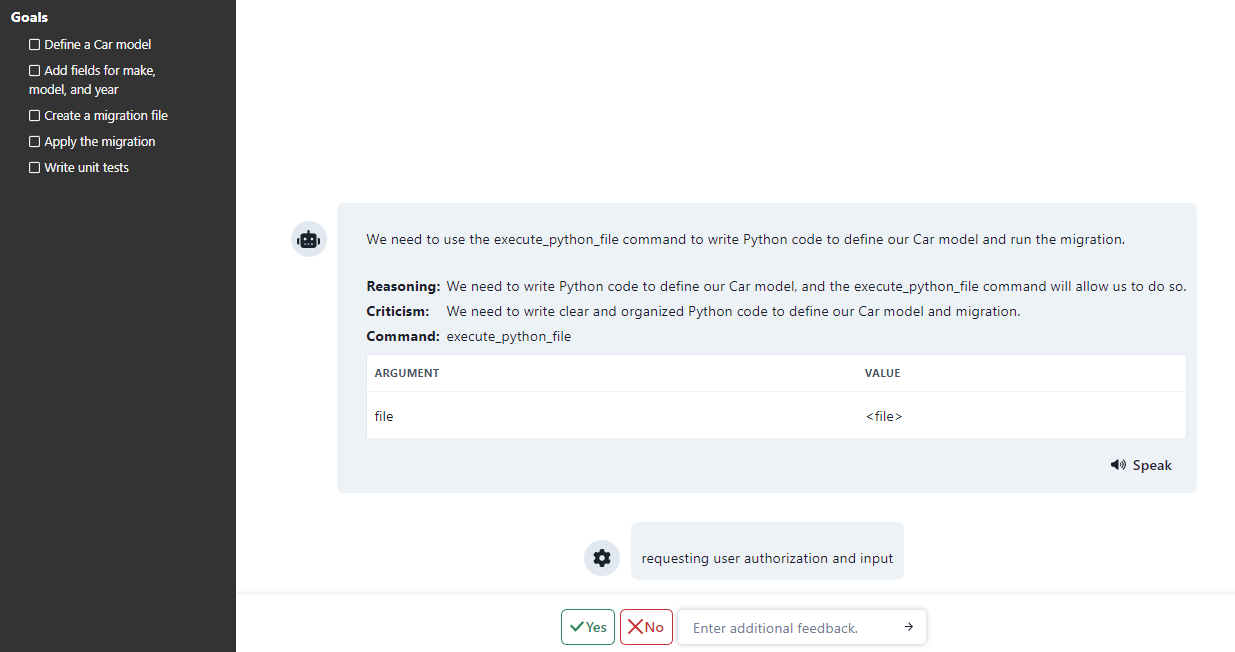 Goals
Define a Car model
Add fields for make,
model, and year
Create a migration file
Apply the migration
Write unit tests
We need to use the execute_python_file command to write Python code to define our Car model and run the migration.
Reasoning: We need to write Python code to define our Car model, and the execute_python_file command will allow us to do so.
Criticism: We need to write clear and organized Python code to define our Car model and migration.
Command: execute_python_file
ARGUMENT VALUE
file <file>
Speak
requesting user authorization and input
Yes No Enter additional feedback.